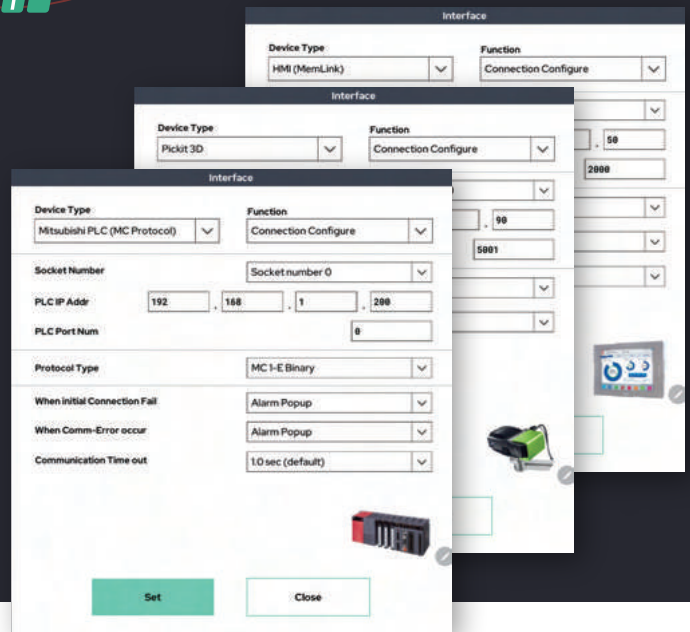 Interface
Device Type Function
HMI (MemLink) Connection Configure
. 50
2000
Interface
Device Type Function
Pickit 3D Connection Configure
. 90
5001
Interface
Device Type Function
Mitsubishi PLC (MC Protocol) Connection Configure
Socket Number Socket number 0
PLC IP Addr 192 . 168 . 1 . 200
PLC Port Num 0
Protocol Type MC 1-E Binary
When initial Connection Fail Alarm Popup
When Comm-Error occur Alarm Popup
Communication Time out 1.0 sec (default)
Set Close